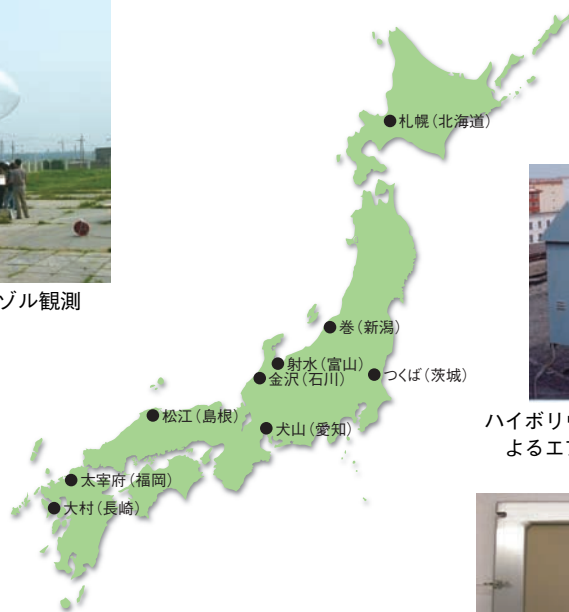 札幌（北海道）
ゾル観測
巻（新潟）
射水（富山）
金沢（石川）
つくば（茨城）
松江（島根）
犬山（愛知）
ハイボリ
よるエ
太宰府（福岡）
大村（長崎）